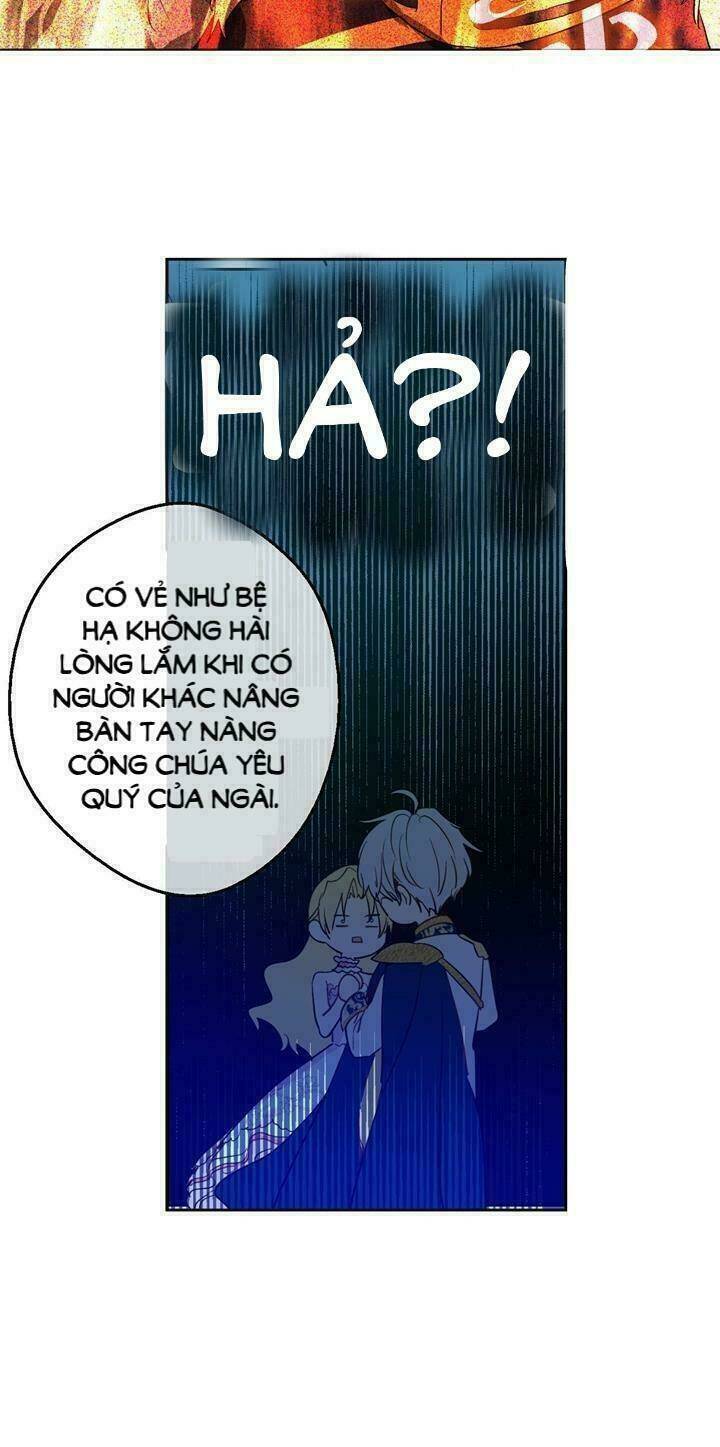 HẢ?!
CÓ VẺ NHƯ BỆ
HẠ KHÔNG HÀI
LÒNG LẮM KHI CÓ
NGƯỜI KHÁC NÂNG
BÀN TAY NÀNG
CÔNG CHÚA YÊU
QUÝ CỦA NGÀI.